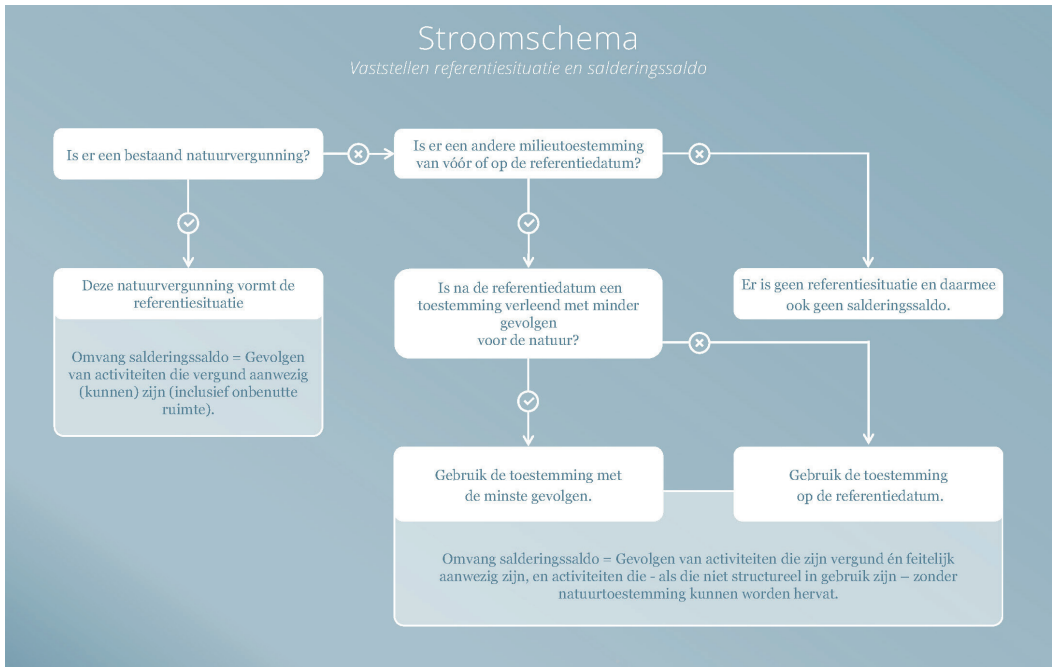 Stroomschema
Vaststellen referentiesituatie en salderingssaldo
Is er een bestaand natuurvergunning?
Is er een andere milieutoestemming
van vóór of op de referentiedatum?
Deze natuurvergunning vormt de
referentiesituatie
Omvang salderingssaldo = Gevolgen
van activiteiten die vergund aanwezig
(kunnen) zijn (inclusief onbenutte
ruimte).
Is na de referentiedatum een
toestemming verleend met minder
gevolgen
voor de natuur?
Er is geen referentiesituatie en daarmee
ook geen salderingssaldo.
Gebruik de toestemming met
de minste gevolgen.
Gebruik de toestemming
op de referentiedatum.
Omvang salderingssaldo = Gevolgen van activiteiten die zijn vergund én feitelijk
aanwezig zijn, en activiteiten die - als die niet structureel in gebruik zijn – zonder
natuurtoestemming kunnen worden hervat.